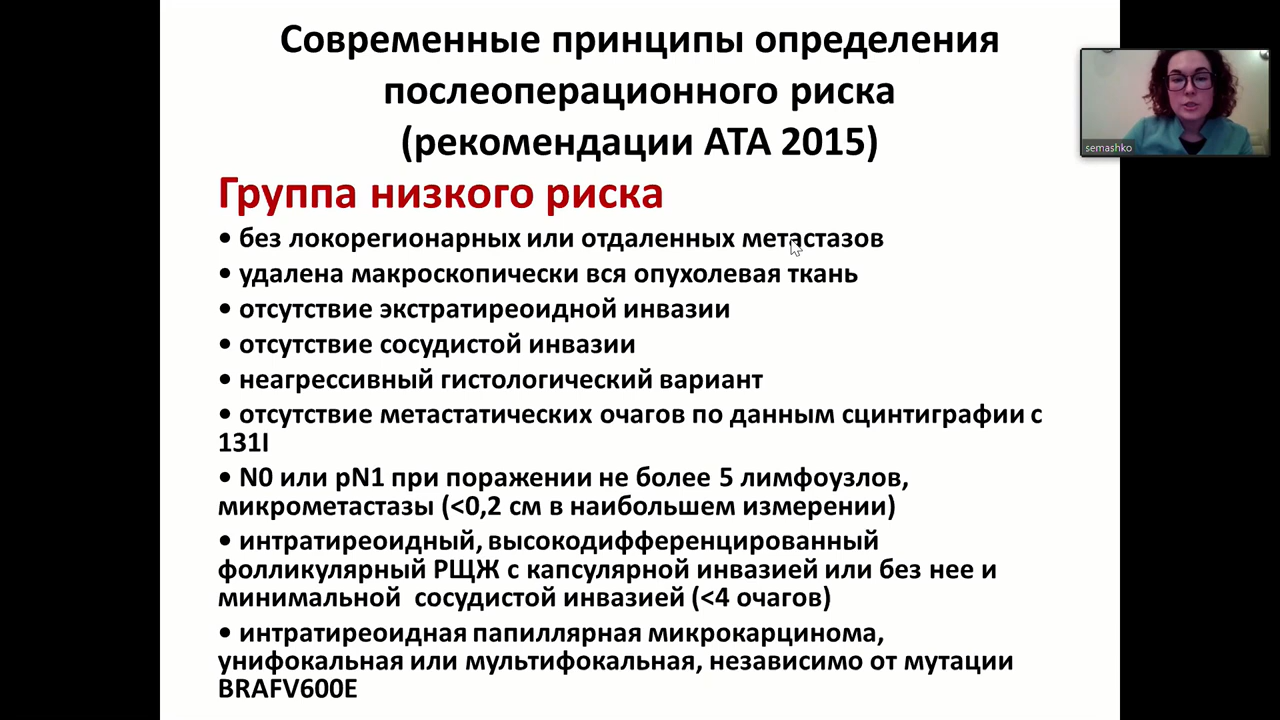 Современные принципы определения
послеоперационного риска
(рекомендации АТА 2015)
Группа низкого риска
• без локорегионарных или отдаленных метастазов
• удалена макроскопически вся опухолевая ткань
• отсутствие экстратиреоидной инвазии
• отсутствие сосудистой инвазии
• неагрессивный гистологический вариант
• отсутствие метастатических очагов по данным сцинтиграфии с
131I
• N0 или pN1 при поражении не более 5 лимфоузлов,
микрометастазы (<0,2 см в наибольшем измерении)
• интратиреоидный, высокодифференцированный
фолликулярный РЩЖ с капсулярной инвазией или без нее и
минимальной сосудистой инвазией (<4 очагов)
• интратиреоидная папиллярная микрокарцинома,
унифокальная или мультифокальная, независимо от мутации
BRAFV600E
semashko